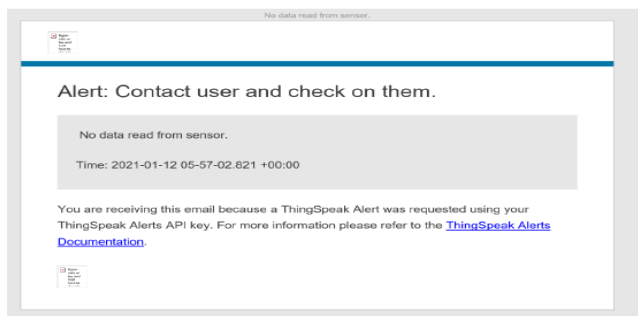 No data read from sensor.
Alert: Contact user and check on them.
No data read from sensor.
Time: 2021-01-12 05-57-02.821 +00:00
You are receiving this email because a ThingSpeak Alert was requested using your
ThingSpeak Alerts API key. For more information please refer to the ThingSpeak Alerts
Documentation.